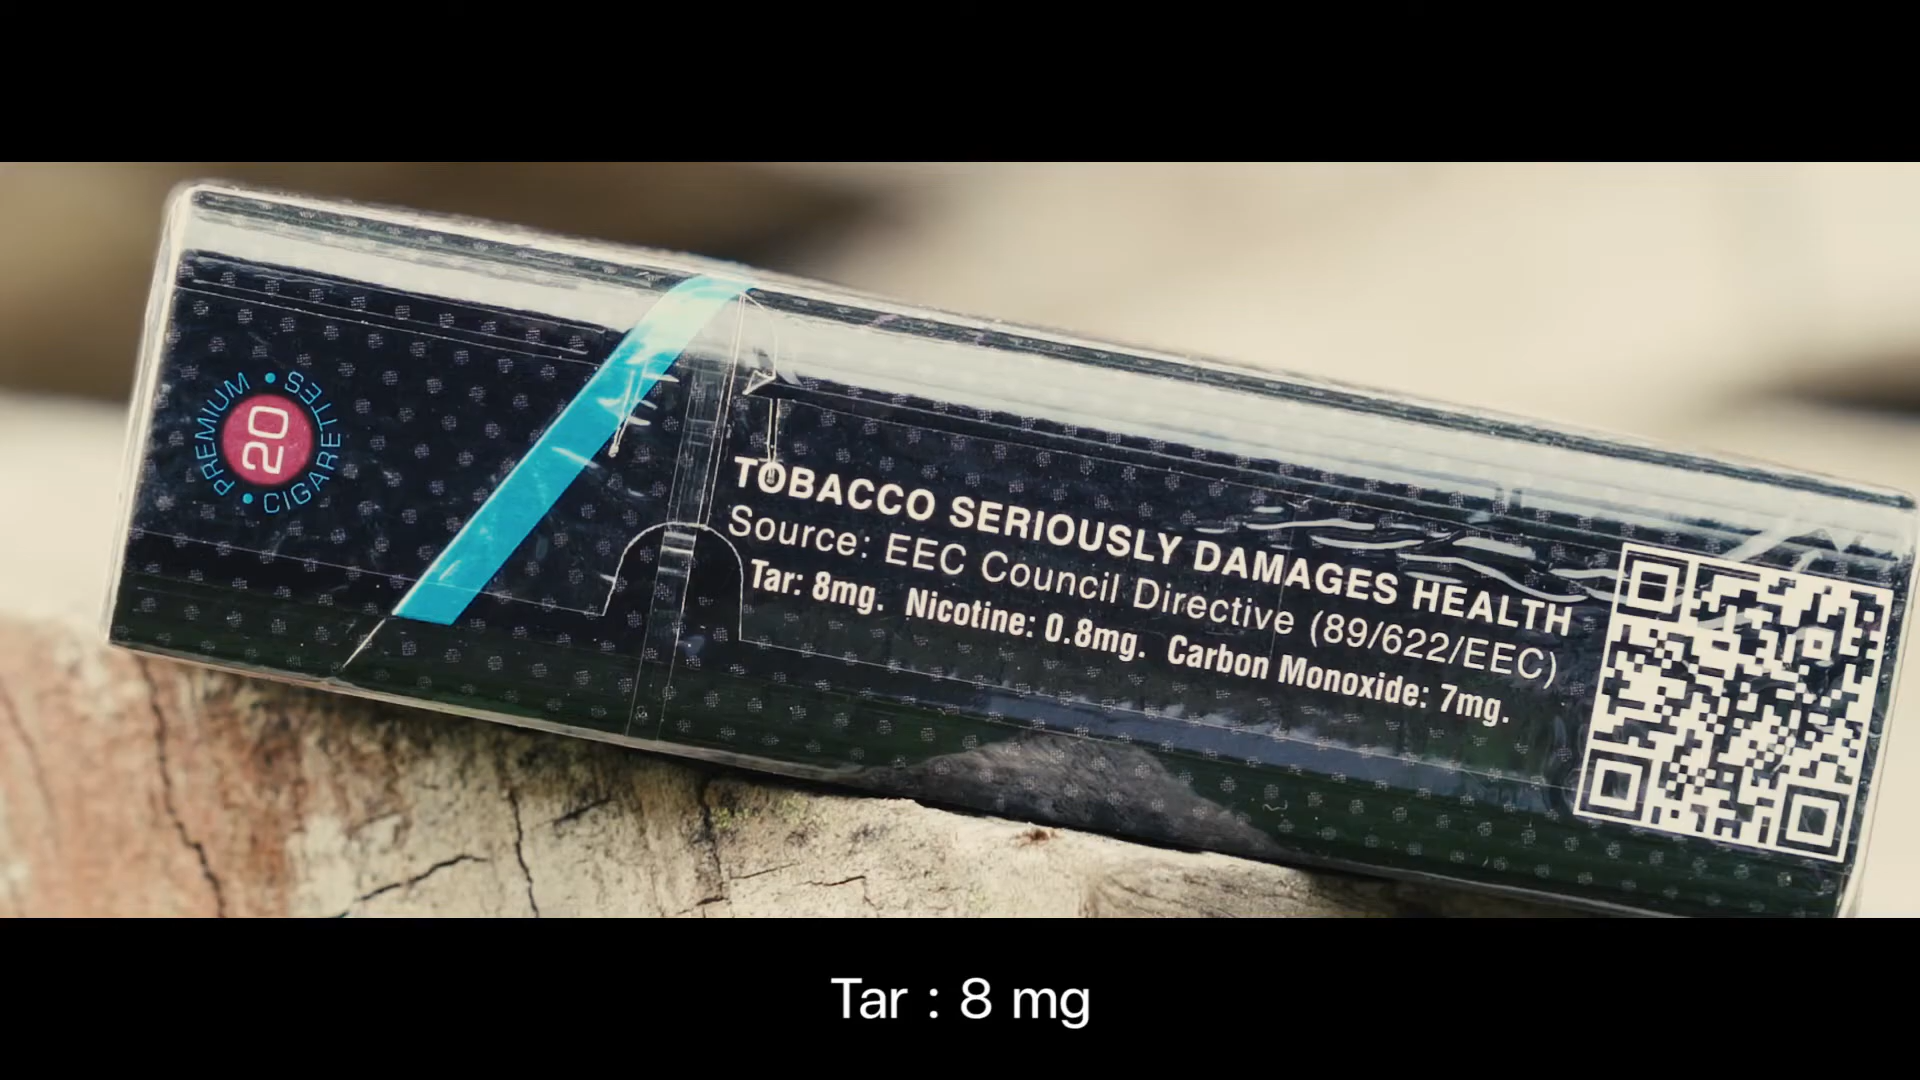 PREMIUM • CIGARETTES •
20
TOBACCO SERIOUSLY DAMAGES HEALTH
Source: EEC Council Directive (89/622/EEC)
Tar: 8mg. Nicotine: 0.8mg. Carbon Monoxide: 7mg.
Tar : 8 mg